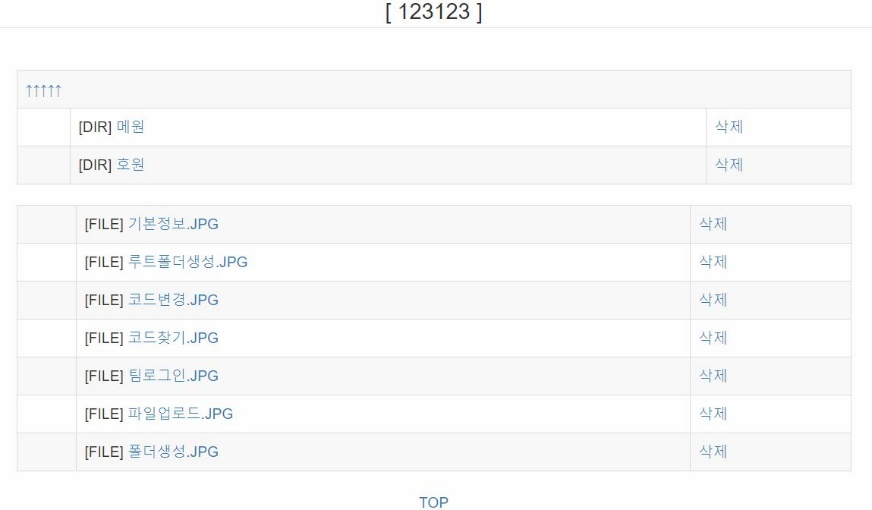 [ 123123 ]
↑↑↑↑↑
[DIR] 메원 삭제
[DIR] 호원 삭제
[FILE] 기본정보.JPG 삭제
[FILE] 루트폴더생성.JPG 삭제
[FILE] 코드변경.JPG 삭제
[FILE] 코드찾기.JPG 삭제
[FILE] 팀로그인.JPG 삭제
[FILE] 파일업로드.JPG 삭제
[FILE] 폴더생성.JPG 삭제
TOP